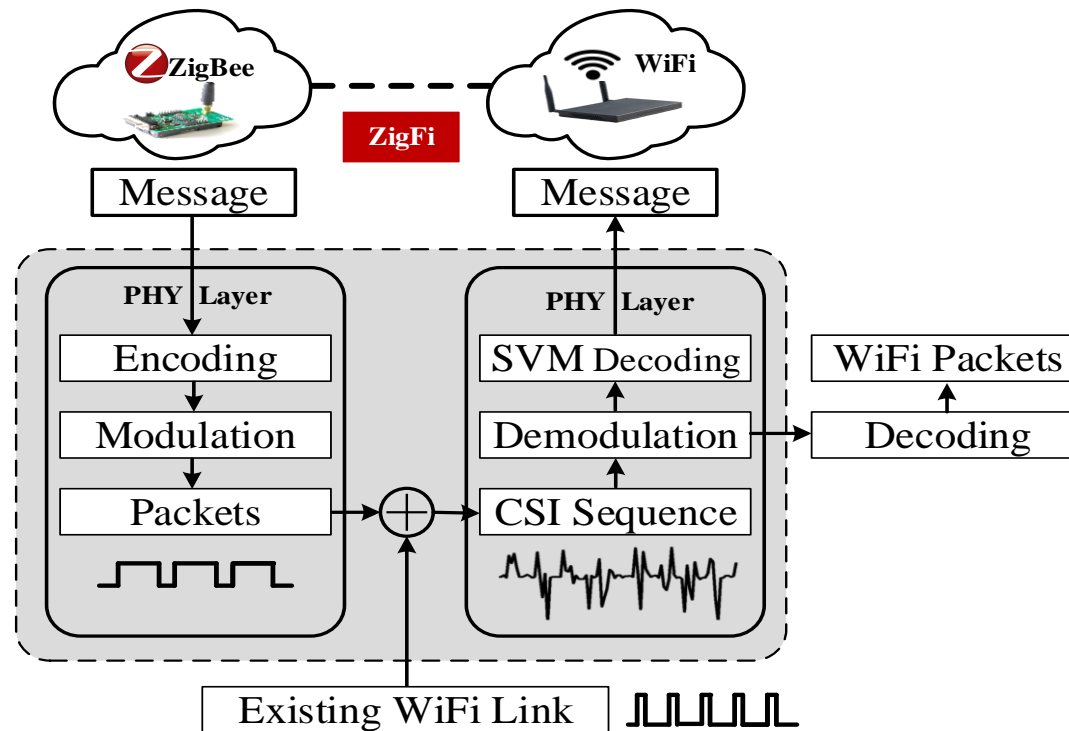 ZigBee
WiFi
ZigFi
Message
Message
PHY Layer
PHY Layer
Encoding
SVM Decoding
WiFi Packets
Modulation
Demodulation
Decoding
Packets
CSI Sequence
Existing WiFi Link